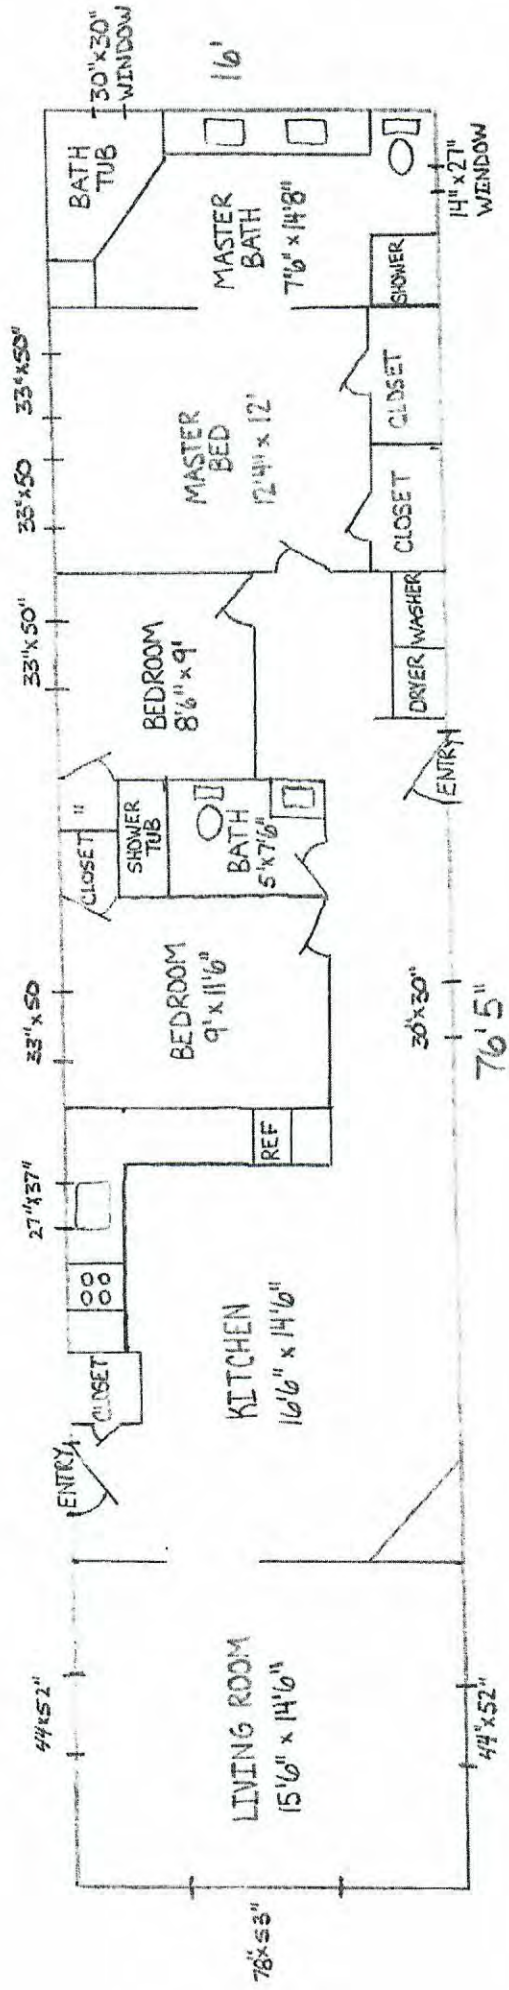 44"x52"
ENTRY
27"x37"
33"x50
33"x50"
33"x50
33"x50"
78"x53"
LIVING ROOM
15'6" x 14'6"
CLOSET
KITCHEN
16'6" x 14'6"
REF
BEDROOM
9' x 11'6"
CLOSET
"
SHOWER
TUB
BATH
5'x7'6"
BEDROOM
8'6" x 9'
ENTRY
DRYER
WASHER
MASTER
BED
12'4" x 12'
CLOSET
CLOSET
MASTER
BATH
7'6" x 14'8"
SHOWER
BATH
TUB
30"x30"
WINDOW
16'
14" x 27"
WINDOW
44"x52"
30"x30"
76'5"